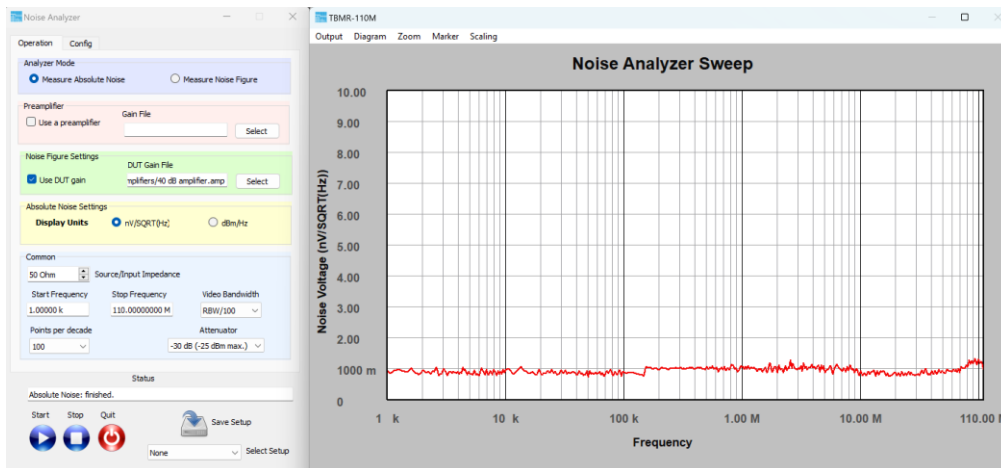 Noise Analyzer
Operation Config
Analyzer Mode
Measure Absolute Noise Measure Noise Figure
Preamplifier
Gain File
Use a preamplifier
Select
Noise Figure Settings
DUT Gain File
Use DUT gain nplifiers/40 dB amplifier.amp Select
Absolute Noise Settings
Display Units nV/SQRT(Hz) dBm/Hz
Common
50 Ohm Source/Input Impedance
Start Frequency Stop Frequency Video Bandwidth
1.00000 k 110.00000000 M RBW/100
Points per decade Attenuator
100 -30 dB (-25 dBm max.)
Status
Absolute Noise: finished.
Start Stop Quit
Save Setup
None Select Setup
TBMR-110M
Output Diagram Zoom Marker Scaling
Noise Analyzer Sweep
Noise Voltage (nV/SQRT(Hz)
10.00
9.00
8.00
7.00
6.00
5.00
4.00
3.00
2.00
1000 m
0
1 k 10 k 100 k 1.00 M 10.00 M 110.00 M
Frequency